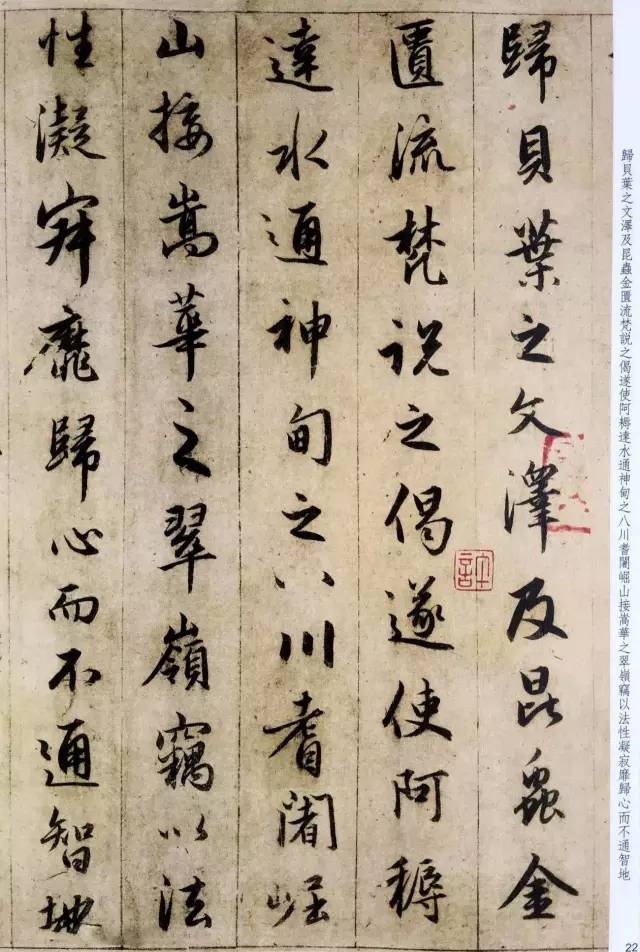 歸貝葉之文澤及昆蟲金匱流梵説之偈遂使阿耨達水通神甸之八川耆闍崛山接嵩華之翠嶺竊以法性凝寂靡歸心而不通智地
歸貝葉之文澤及昆蟲金
匱流梵説之偈遂使阿耨
達水通神甸之八川耆闍崛
山接嵩華之翠嶺竊以法
性凝寂靡歸心而不通智地
許
22